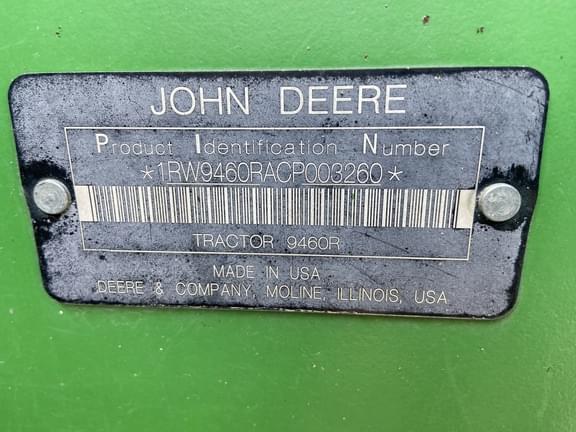 JOHN DEERE
Product Identification Number
*1RW9460RACP003260*
TRACTOR 9460R
MADE IN USA
DEERE & COMPANY, MOLINE, ILLINOIS, USA